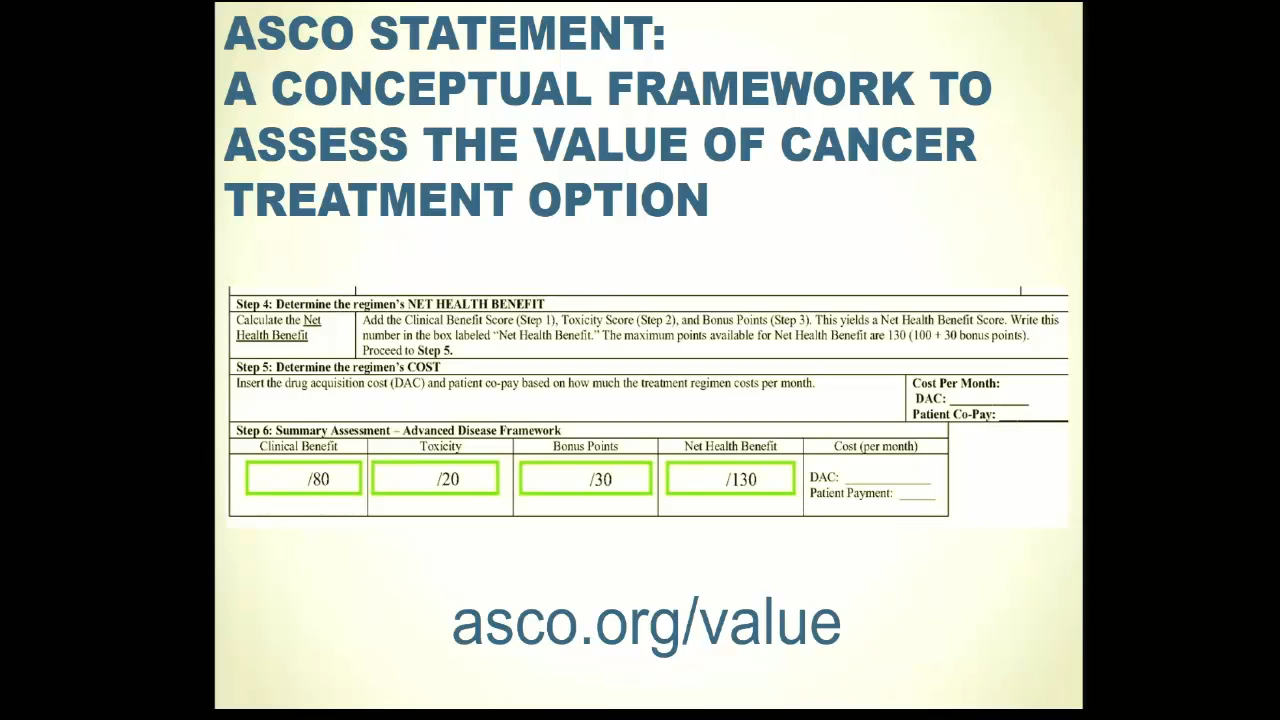 ASCO STATEMENT:
A CONCEPTUAL FRAMEWORK TO
ASSESS THE VALUE OF CANCER
TREATMENT OPTION
Step 4: Determine the regimen's NET HEALTH BENEFIT
Calculate the Net
Health Benefit
Add the Clinical Benefit Score (Step 1), Toxicity Score (Step 2), and Bonus Points (Step 3). This yields a Net Health Benefit Score. Write this
number in the box labeled “Net Health Benefit.” The maximum points available for Net Health Benefit are 130 (100 + 30 bonus points).
Proceed to Step 5.
Step 5: Determine the regimen's COST
Insert the drug acquisition cost (DAC) and patient co-pay based on how much the treatment regimen costs per month.
Cost Per Month:
DAC: ____________
Patient Co-Pay: __________
Step 6: Summary Assessment – Advanced Disease Framework
Clinical Benefit Toxicity Bonus Points Net Health Benefit Cost (per month)
/80 /20 /30 /130
DAC: _____________
Patient Payment: ______
asco.org/value